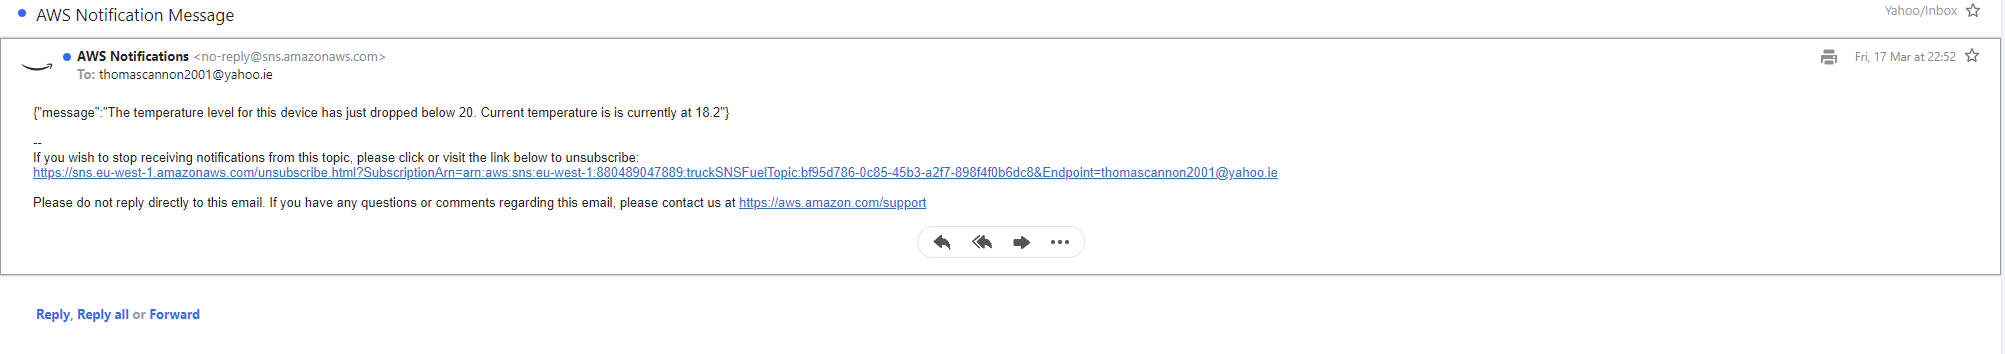 AWS Notification Message
Yahoo/Inbox
AWS Notifications <no-reply@sns.amazonaws.com>
Fri, 17 Mar at 22:52
To: thomascannon2001@yahoo.ie
{"message":"The temperature level for this device has just dropped below 20. Current temperature is is currently at 18.2"}
--
If you wish to stop receiving notifications from this topic, please click or visit the link below to unsubscribe:
https://sns.eu-west-1.amazonaws.com/unsubscribe.html?SubscriptionArn=arn:aws:sns:eu-west-1:880489047889:truckSNSFuelTopic:bf95d786-0c85-45b3-a2f7-898f4f0b6dc8&Endpoint=thomascannon2001@yahoo.ie
Please do not reply directly to this email. If you have any questions or comments regarding this email, please contact us at https://aws.amazon.com/support
Reply, Reply all or Forward